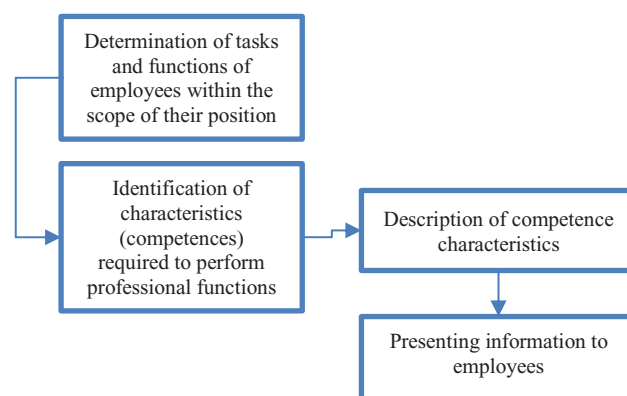 Determination of tasks
and functions of
employees within the
scope of their position
Identification of
characteristics
(competences)
required to perform
professional functions
Description of competence
characteristics
Presenting information to
employees